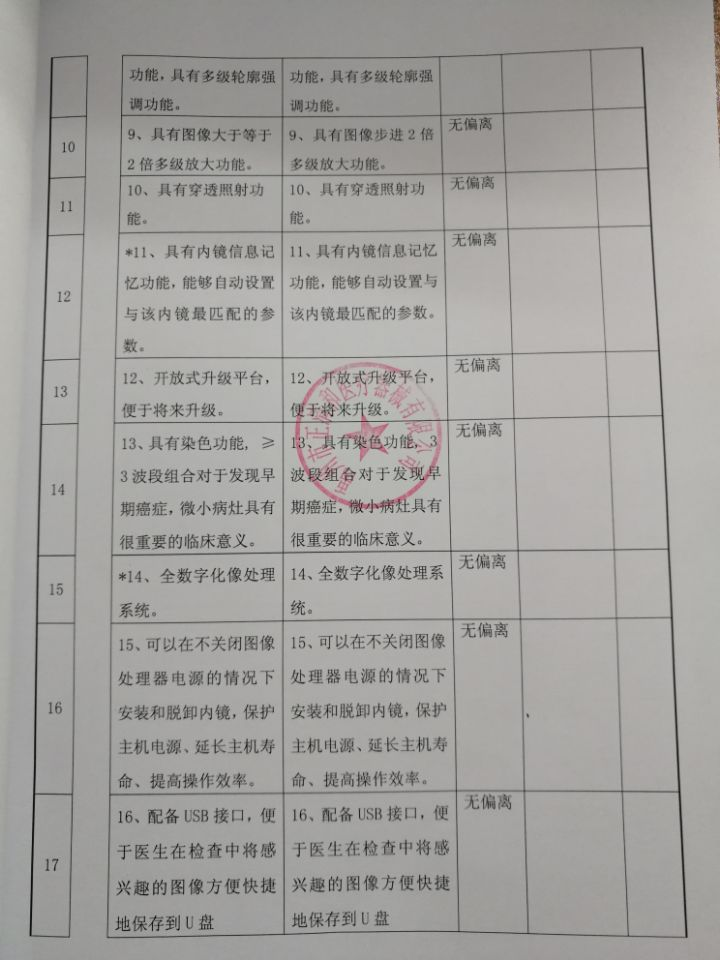 功能，具有多级轮廓强
调功能。
功能，具有多级轮廓强
调功能。
10
9、具有图像大于等于
2 倍多级放大功能。
9、具有图像步进 2 倍
多级放大功能。
无偏离
11
10、具有穿透照射功
能。
10、具有穿透照射功
能。
无偏离
12
*11、具有内镜信息记
忆功能，能够自动设置
与该内镜最匹配的参
数。
11、具有内镜信息记忆
功能，能够自动设置与
该内镜最匹配的参数。
无偏离
13
12、开放式升级平台，
便于将来升级。
12、开放式升级平台，
便于将来升级。
无偏离
14
13、具有染色功能，≥
3 波段组合对于发现早
期癌症，微小病灶具有
很重要的临床意义。
13、具有染色功能，3
波段组合对于发现早
期癌症，微小病灶具有
很重要的临床意义。
无偏离
15
*14、全数字化像处理
系统。
14、全数字化像处理系
统。
无偏离
16
15、可以在不关闭图像
处理器电源的情况下
安装和脱卸内镜，保护
主机电源、延长主机寿
命、提高操作效率。
15、可以在不关闭图像
处理器电源的情况下
安装和脱卸内镜，保护
主机电源、延长主机寿
命、提高操作效率。
无偏离
17
16、配备 USB 接口，便
于医生在检查中将感
兴趣的图像方便快捷
地保存到 U 盘
16、配备 USB 接口，便
于医生在检查中将感
兴趣的图像方便快捷
地保存到 U 盘
无偏离